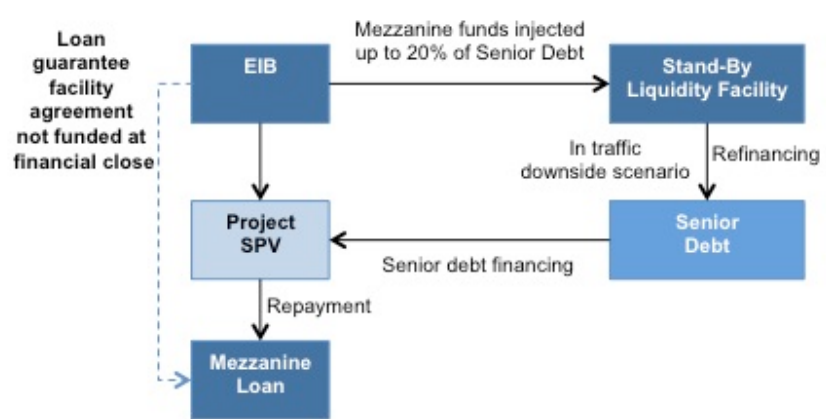 Loan
guarantee
facility
agreement
not funded at
financial close
EIB
Mezzanine funds injected
up to 20% of Senior Debt
Stand-By
Liquidity Facility
In traffic
downside scenario
Refinancing
Project
SPV
Senior debt financing
Senior
Debt
Repayment
Mezzanine
Loan